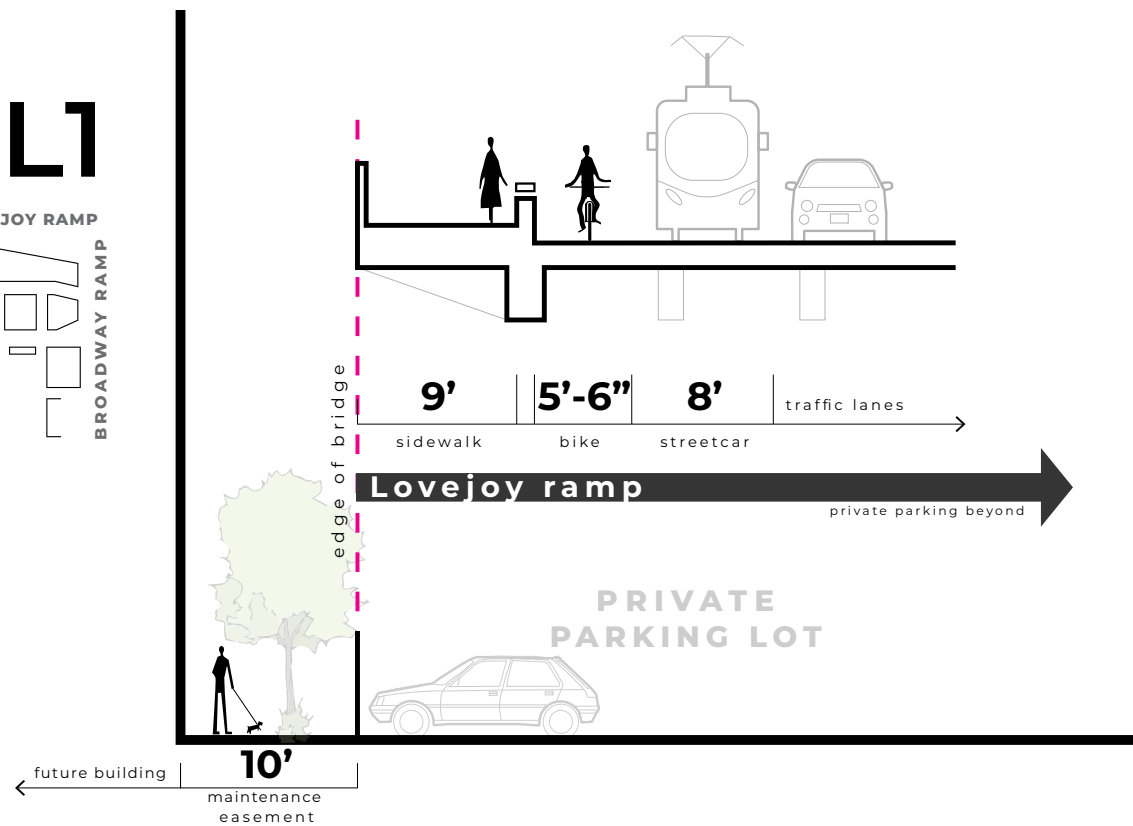 L1
JOY RAMP
BROADWAY RAMP
edge of bridge
9’
5’-6”
8’
traffic lanes
sidewalk
bike
streetcar
Lovejoy ramp
private parking beyond
PRIVATE
PARKING LOT
future building
10’
maintenance
easement